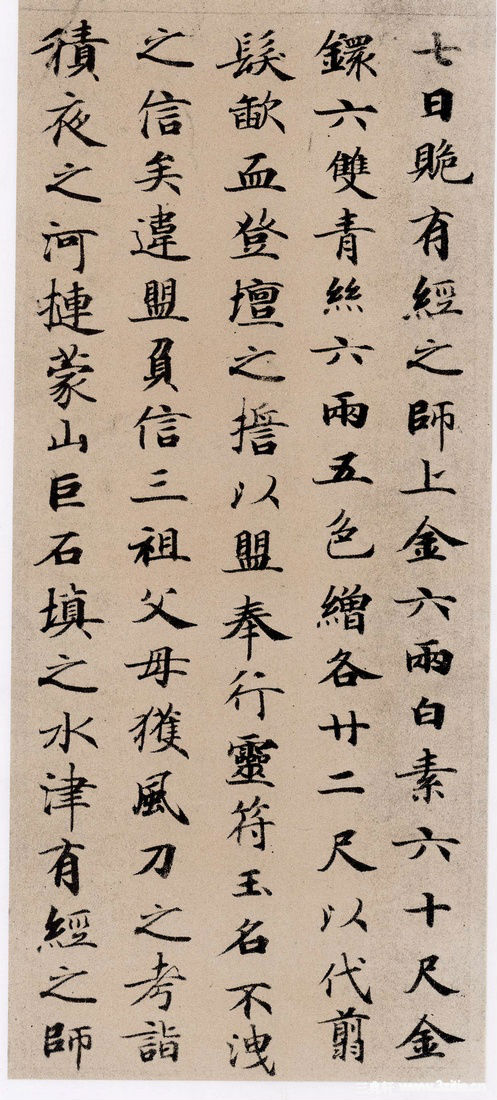 七日跪有經之師上金六兩白素六十尺金
鐶六雙青絲六兩五色繒各廿二尺以代翦
髮歃血登壇之擔以盟奉行靈符玉名不洩
之信矣違盟負信三祖父母獲風刀之考詣
積夜之河摙蒙山巨石填之水津有經之師